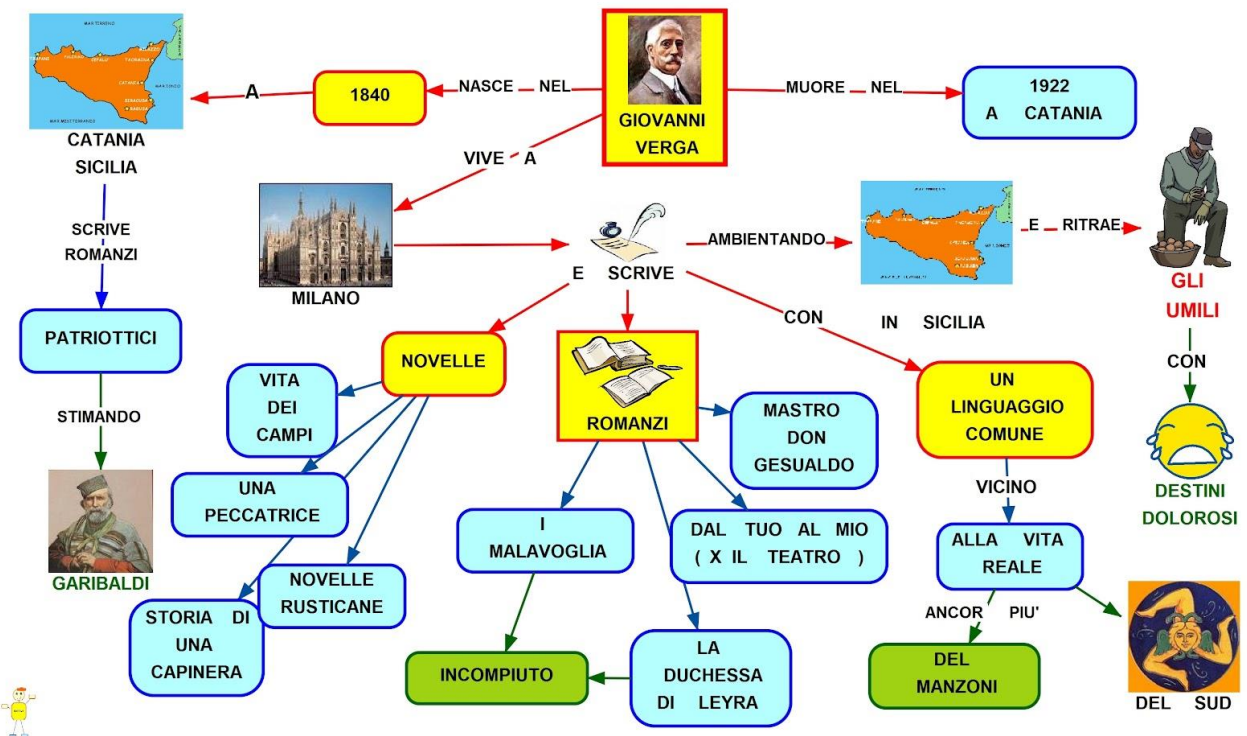 GIOVANNI
VERGA
NASCE NEL
1840
A
CATANIA
SICILIA
SCRIVE
ROMANZI
PATRIOTTICI
STIMANDO
GARIBALDI
MUORE NEL
1922
A CATANIA
VIVE A
MILANO
E SCRIVE
AMBIENTANDO
IN SICILIA
E RITRAE
GLI
UMILI
CON
DESTINI
DOLOROSI
NOVELLE
VITA
DEI
CAMPI
UNA
PECCATRICE
STORIA DI
UNA
CAPINERA
NOVELLE
RUSTICANE
ROMANZI
I
MALAVOGLIA
INCOMPIUTO
LA
DUCHESSA
DI LEYRA
DAL TUO AL MIO
( X IL TEATRO )
MASTRO
DON
GESUALDO
CON
UN
LINGUAGGIO
COMUNE
VICINO
ALLA VITA
REALE
ANCOR PIU'
DEL
MANZONI
DEL SUD